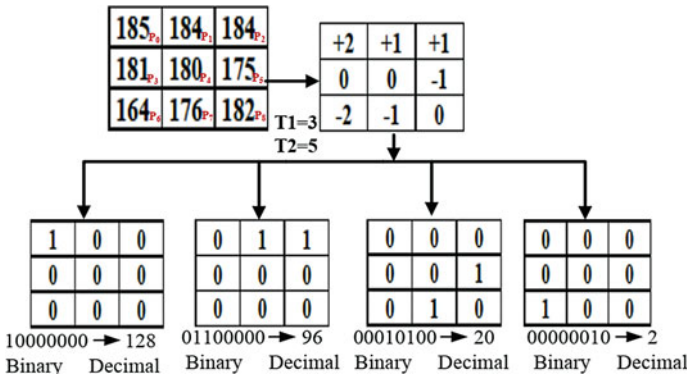 185P0 184P1 184P2
181P3 180P4 175P5
164P6 176P7 182P8
+2 +1 +1
0 0 -1
-2 -1 0
T1=3
T2=5
1 0 0
0 0 0
0 0 0
10000000 → 128
Binary Decimal
0 1 1
0 0 0
0 0 0
01100000 → 96
Binary Decimal
0 0 0
0 0 1
0 1 0
00010100 → 20
Binary Decimal
0 0 0
0 0 0
1 0 0
00000010 → 2
Binary Decimal